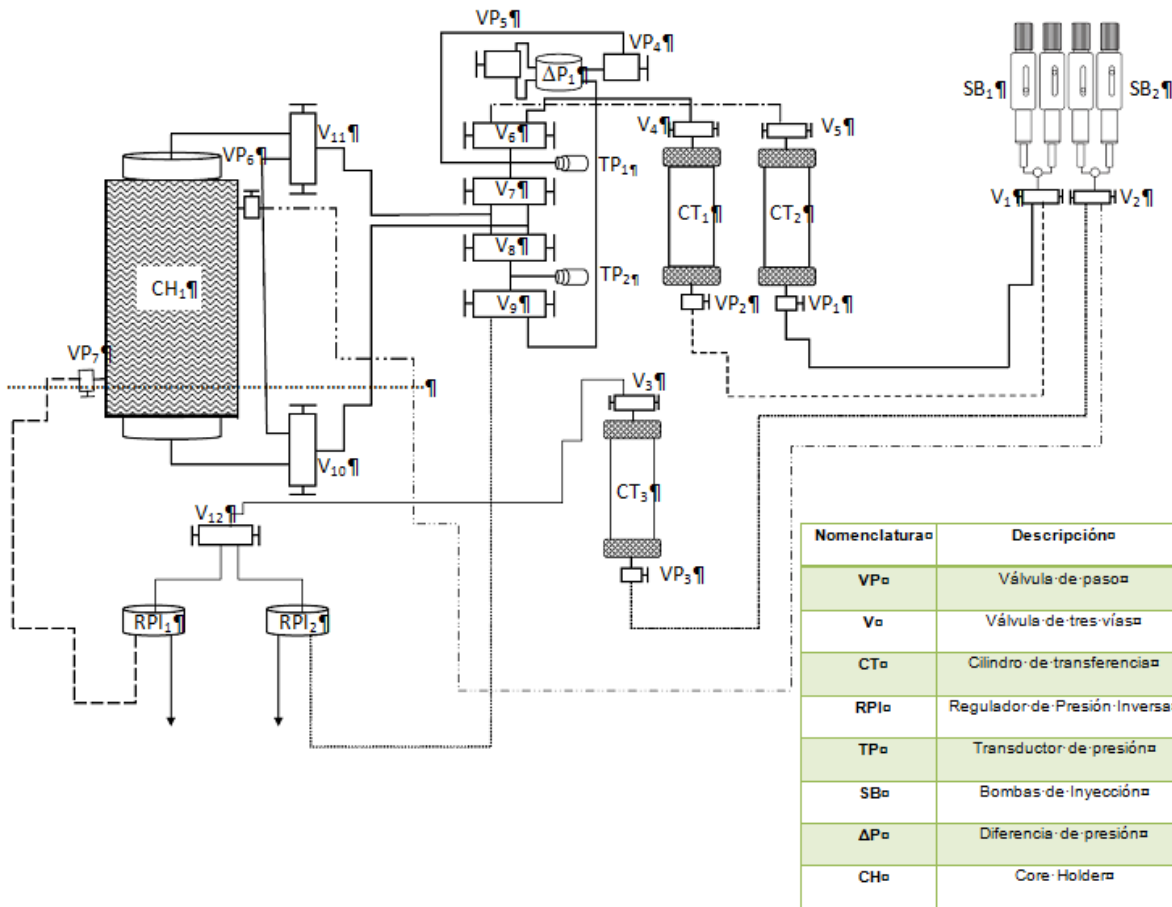 VP₅¶
VP₄¶
ΔP₁¶
SB₁¶
SB₂¶
V₁₁¶
V₆¶
V₄¶
V₅¶
VP₆¶
TP₁¶
V₇¶
V₁¶
V₂¶
CT₁¶
CT₂¶
V₈¶
CH₁¶
TP₂¶
V₉¶
VP₂¶
VP₁¶
VP₇¶
¶
V₃¶
V₁₀¶
CT₃¶
V₁₂¶
VP₃¶
RPI₁¶
RPI₂¶
Nomenclatura¤ Descripción¤
VP¤ Válvula·de·paso¤
V¤ Válvula·de·tres·vías¤
CT¤ Cilindro·de·transferencia¤
RPI¤ Regulador·de·Presión·Inversa¤
TP¤ Transductor·de·presión¤
SB¤ Bombas·de·Inyección¤
ΔP¤ Diferencia·de·presión¤
CH¤ Core·Holder¤